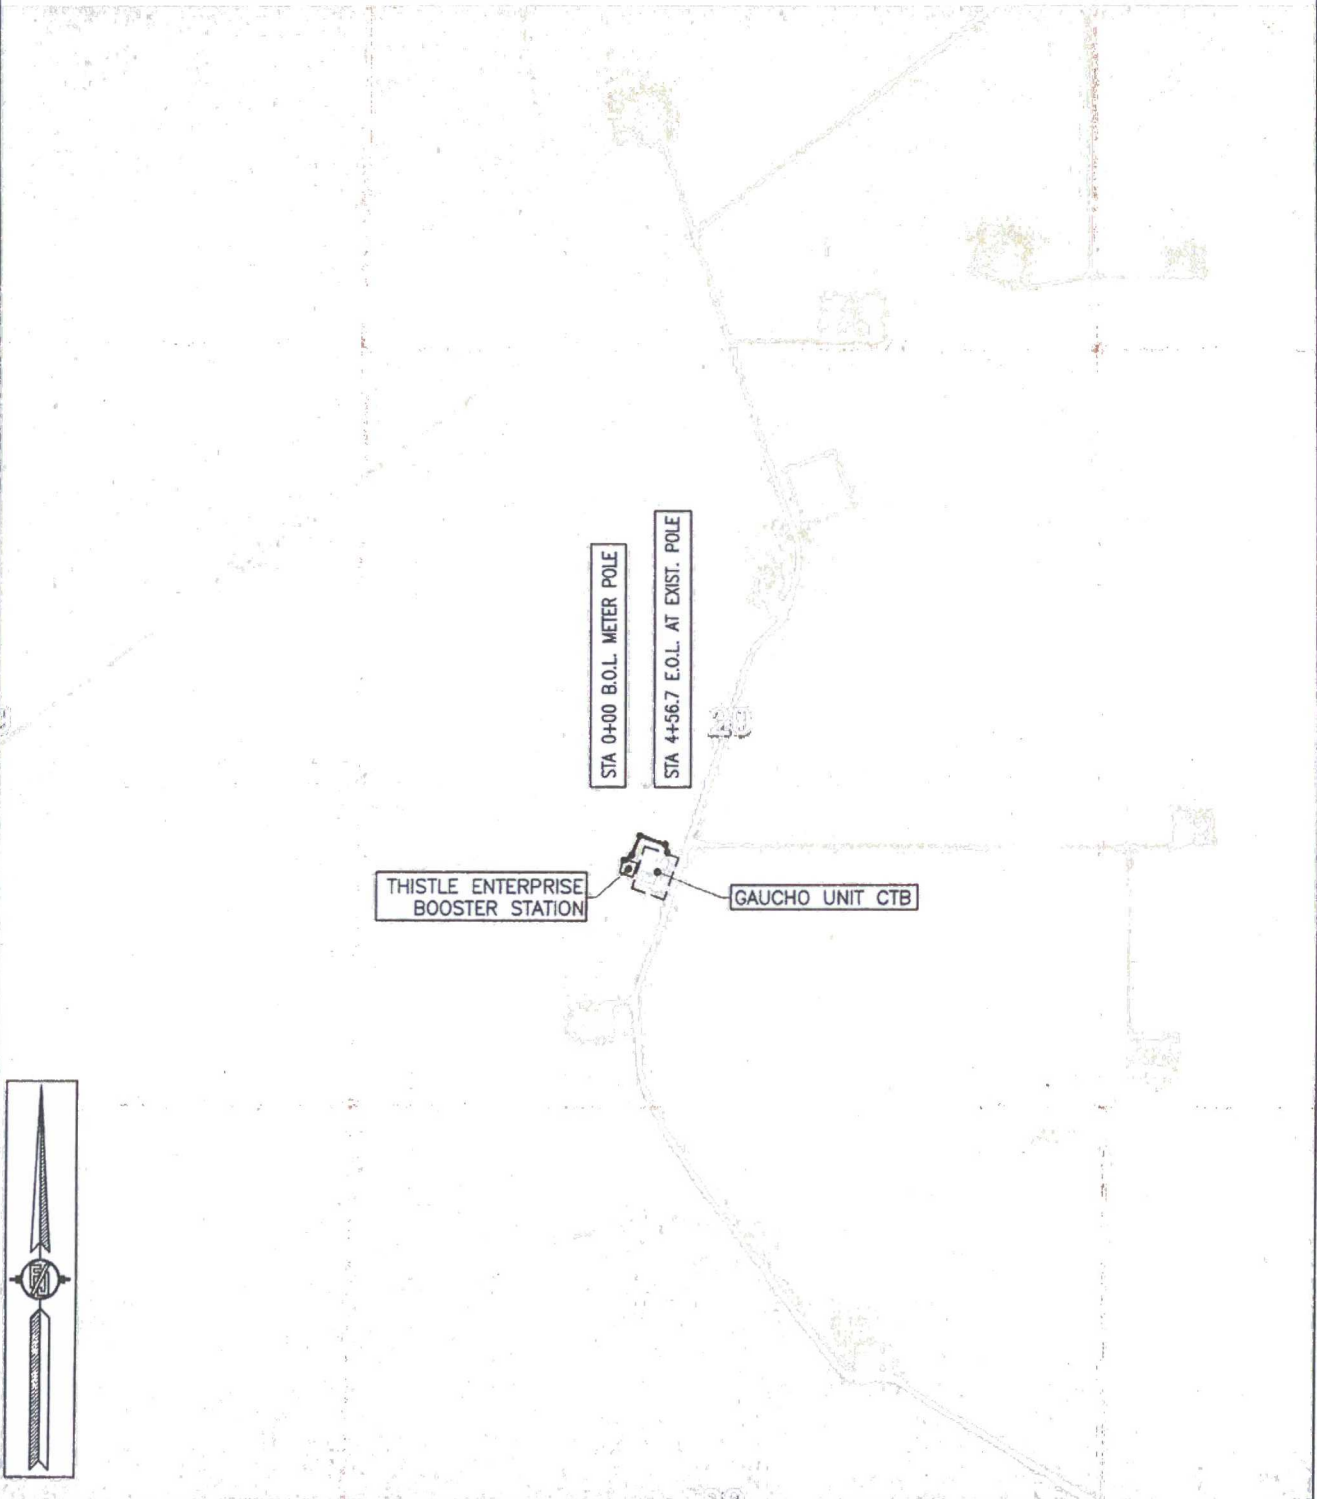 STA 0+00 B.O.L. METER POLE
STA 4+56.7 E.O.L. AT EXIST. POLE
20
THISTLE ENTERPRISE
BOOSTER STATION
GAUCHO UNIT CTB